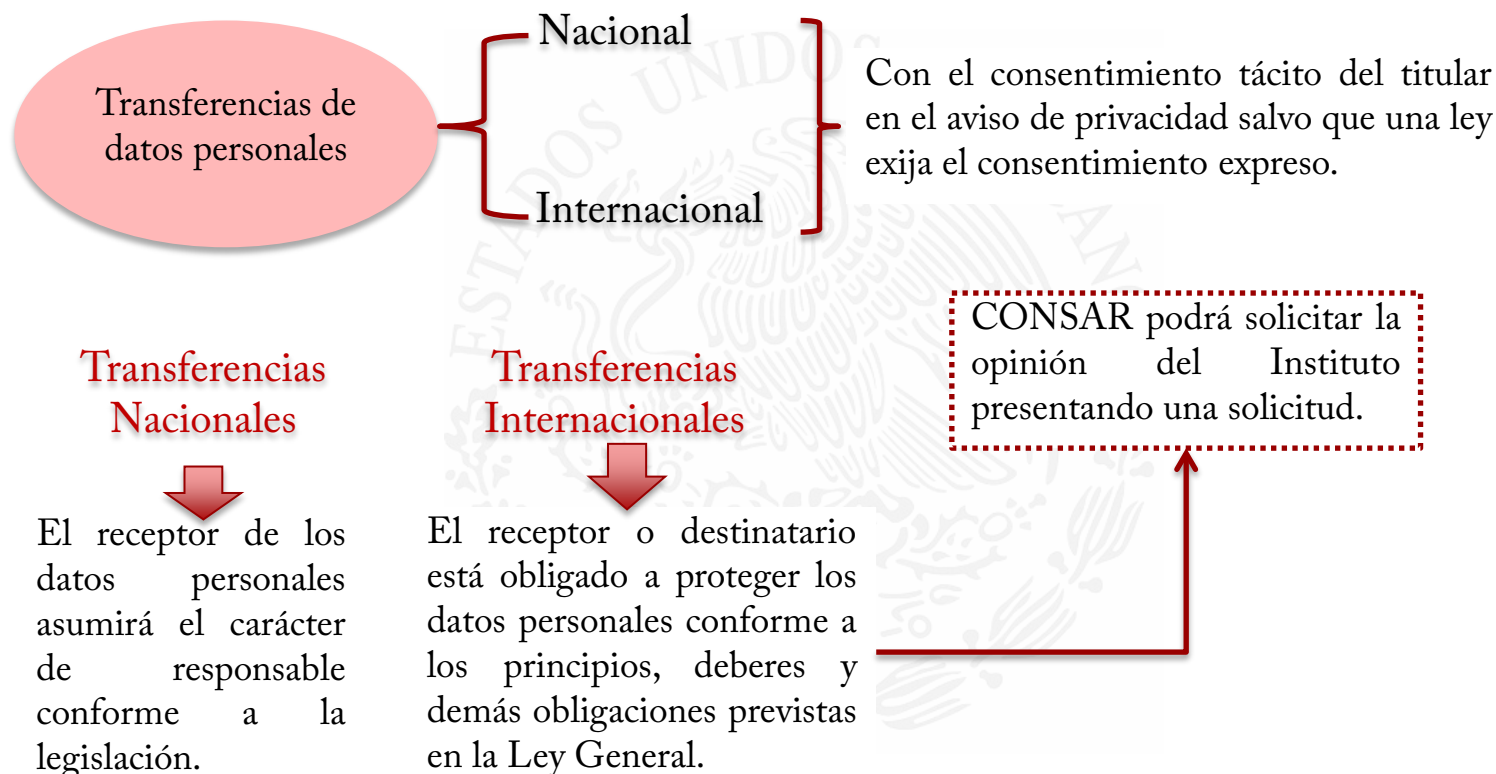 Transferencias de
datos personales
Nacional
Internacional
Con el consentimiento tácito del titular
en el aviso de privacidad salvo que una ley
exija el consentimiento expreso.
CONSAR podrá solicitar la
opinión del Instituto
presentando una solicitud.
Transferencias
Nacionales
El receptor de los
datos personales
asumirá el carácter
de responsable
conforme a la
legislación.
Transferencias
Internacionales
El receptor o destinatario
está obligado a proteger los
datos personales conforme a
los principios, deberes y
demás obligaciones previstas
en la Ley General.
ESTADOS UNIDOS